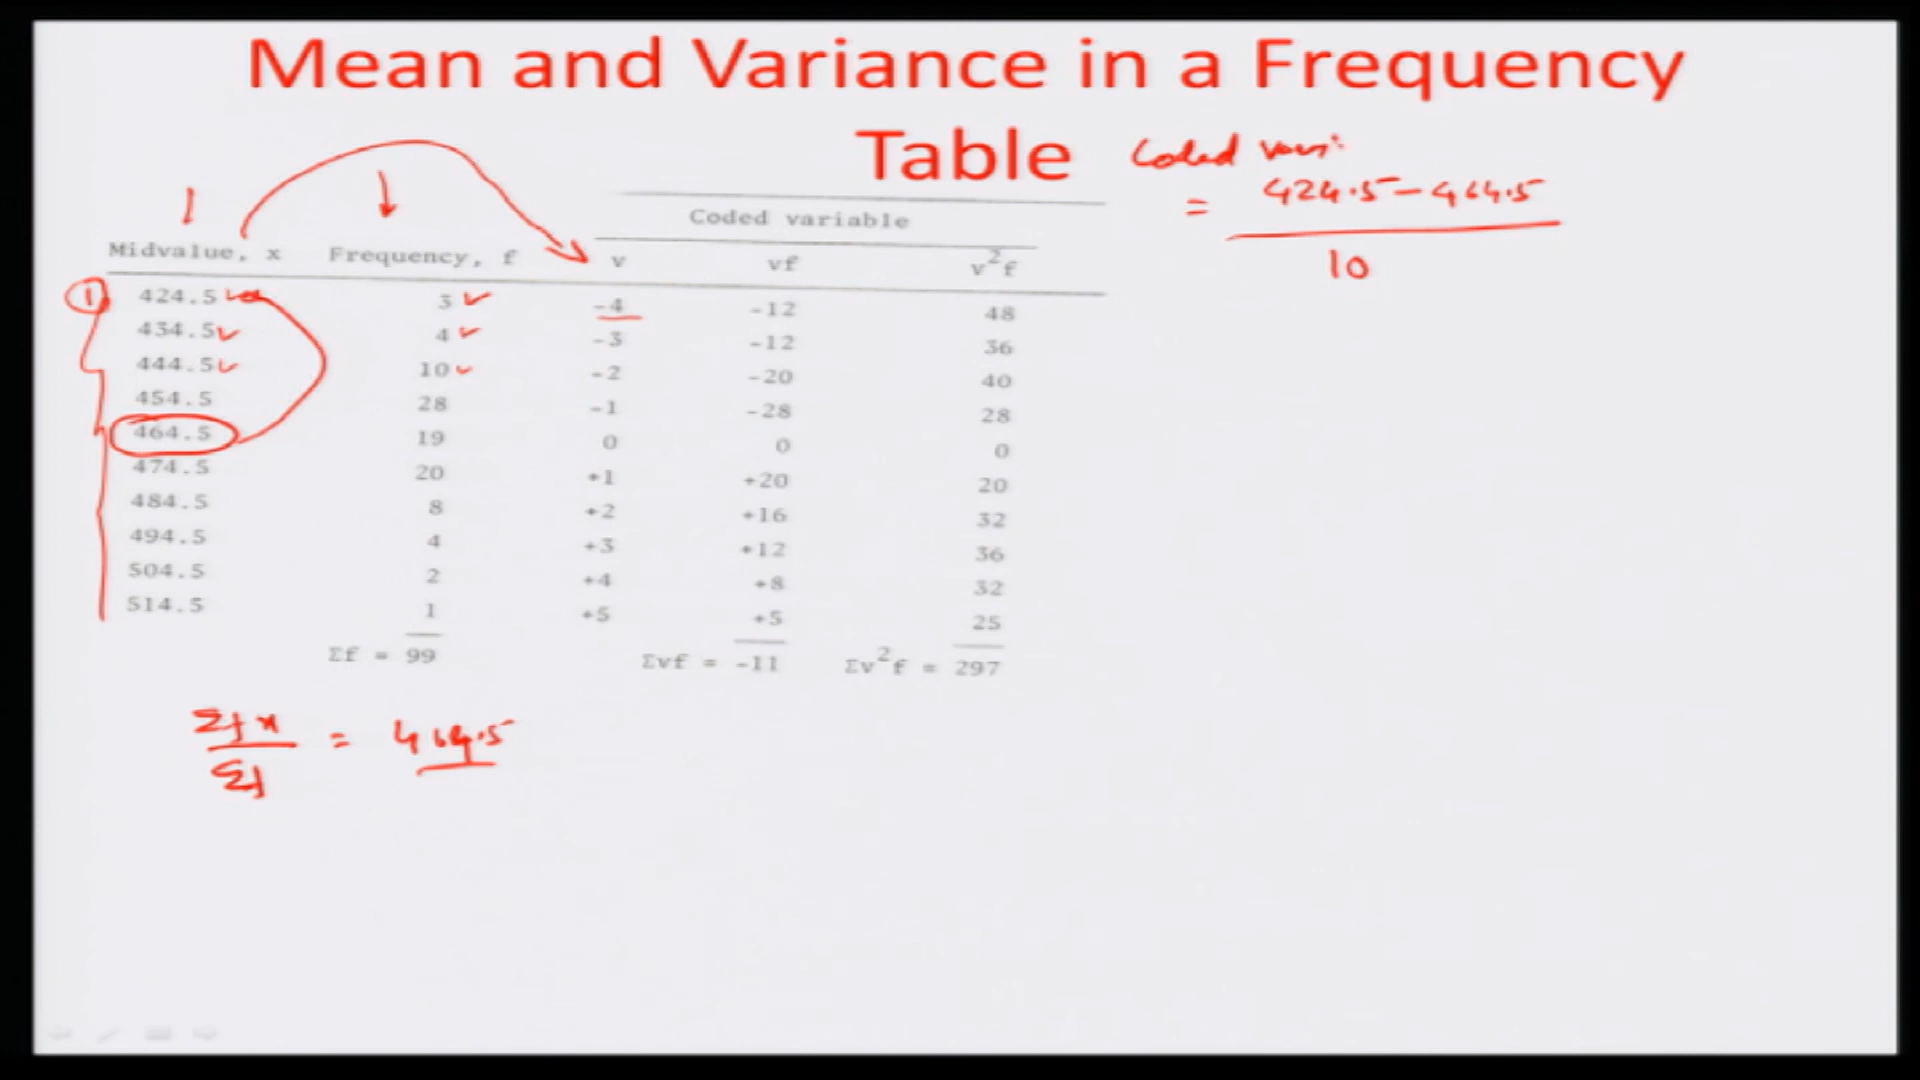 Mean and Variance in a Frequency
Table
Coded vari.
= 424.5 - 464.5
10
Coded variable
Midvalue, x Frequency, f v vf v²f
1 424.5 3 -4 -12 48
434.5 4 -3 -12 36
444.5 10 -2 -20 40
454.5 28 -1 -28 28
464.5 19 0 0 0
474.5 20 +1 +20 20
484.5 8 +2 +16 32
494.5 4 +3 +12 36
504.5 2 +4 +8 32
514.5 1 +5 +5 25
Σf = 99 Σvf = -11 Σv²f = 297
Σfx
= 464.5
Σf